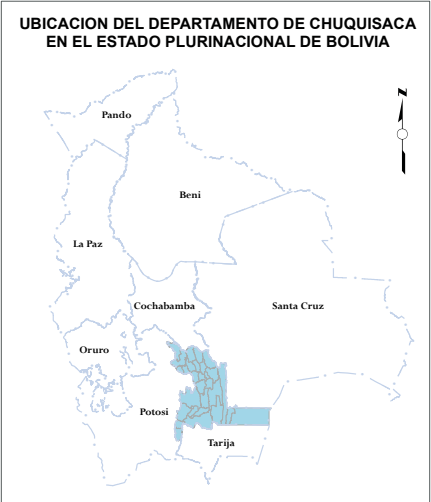 UBICACION DEL DEPARTAMENTO DE CHUQUISACA
EN EL ESTADO PLURINACIONAL DE BOLIVIA
N
Pando
Beni
La Paz
Cochabamba
Santa Cruz
Oruro
Potosi
Tarija